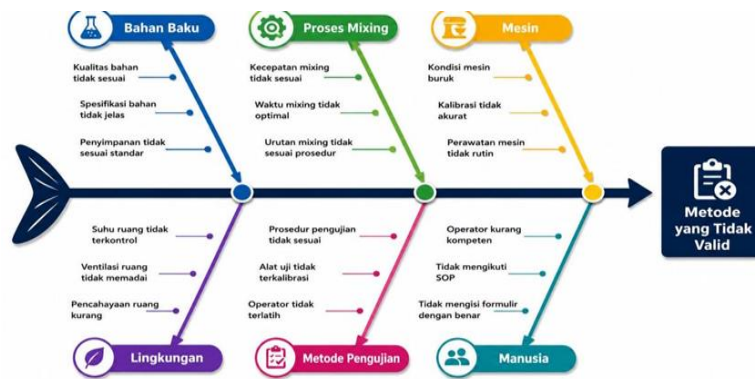 Bahan Baku
Kualitas bahan
tidak sesuai
Spesifikasi bahan
tidak jelas
Penyimpanan tidak
sesuai standar
Proses Mixing
Kecepatan mixing
tidak sesuai
Waktu mixing tidak
optimal
Urutan mixing tidak
sesuai prosedur
Mesin
Kondisi mesin
buruk
Kalibrasi tidak
akurat
Perawatan mesin
tidak rutin
Metode
yang Tidak
Valid
Suhu ruang tidak
terkontrol
Ventilasi ruang
tidak memadai
Pencahayaan ruang
kurang
Lingkungan
Prosedur pengujian
tidak sesuai
Alat uji tidak
terkalibrasi
Operator tidak
terlatih
Metode Pengujian
Operator kurang
kompeten
Tidak mengikuti
SOP
Tidak mengisi formulir
dengan benar
Manusia